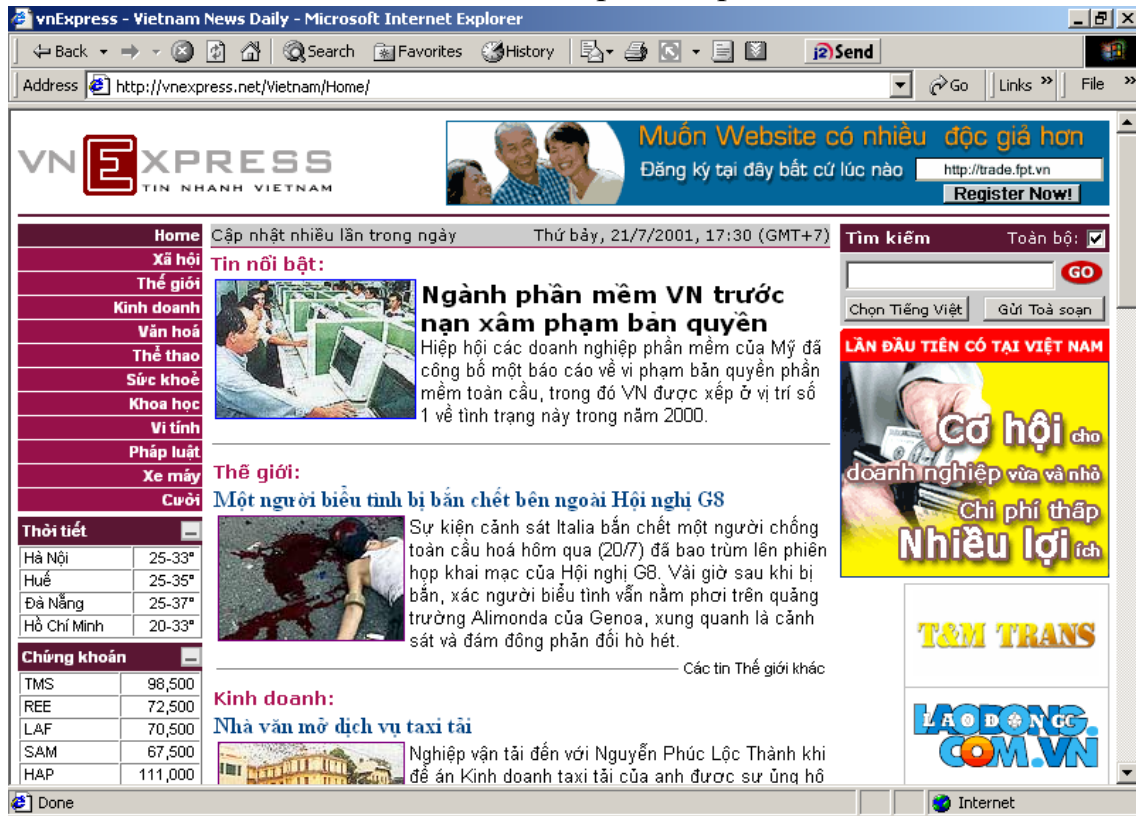 vnExpress - Vietnam News Daily - Microsoft Internet Explorer
Back Search Favorites History j2 Send
Address http://vnexpress.net/Vietnam/Home/ Go Links » File »
VNEXPRESS
TIN NHANH VIETNAM
Muốn Website có nhiều độc giả hơn
Đăng ký tại đây bất cứ lúc nào http://trade.fpt.vn
Register Now!
Home
Xã hội
Thế giới
Kinh doanh
Văn hoá
Thể thao
Sức khoẻ
Khoa học
Vi tính
Pháp luật
Xe máy
Cười
Thời tiết
Hà Nội 25-33°
Huế 25-35°
Đà Nẵng 25-37°
Hồ Chí Minh 20-33°
Chứng khoán
TMS 98,500
REE 72,500
LAF 70,500
SAM 67,500
HAP 111,000
Cập nhật nhiều lần trong ngày Thứ bảy, 21/7/2001, 17:30 (GMT+7)
Tin nổi bật:
Ngành phần mềm VN trước
nạn xâm phạm bản quyền
Hiệp hội các doanh nghiệp phần mềm của Mỹ đã
công bố một báo cáo về vi phạm bản quyền phần
mềm toàn cầu, trong đó VN được xếp ở vị trí số
1 về tình trạng này trong năm 2000.
Thế giới:
Một người biểu tình bị bắn chết bên ngoài Hội nghị G8
Sự kiện cảnh sát Italia bắn chết một người chống
toàn cầu hoá hôm qua (20/7) đã bao trùm lên phiên
họp khai mạc của Hội nghị G8. Vài giờ sau khi bị
bắn, xác người biểu tình vẫn nằm phơi trên quảng
trường Alimonda của Genoa, xung quanh là cảnh
sát và đám đông phản đối hò hét.
Các tin Thế giới khác
Kinh doanh:
Nhà văn mở dịch vụ taxi tải
Nghiệp vận tải đến với Nguyễn Phúc Lộc Thành khi
đề án Kinh doanh taxi tải của anh được sự ủng hộ
Tìm kiếm Toàn bộ:
GO
Chọn Tiếng Việt Gửi Toà soạn
LẦN ĐẦU TIÊN CÓ TẠI VIỆT NAM
Cơ hội cho
doanh nghiệp vừa và nhỏ
Chi phí thấp
Nhiều lợi ích
T&M TRANS
LAODONG.
COM.VN
Done Internet